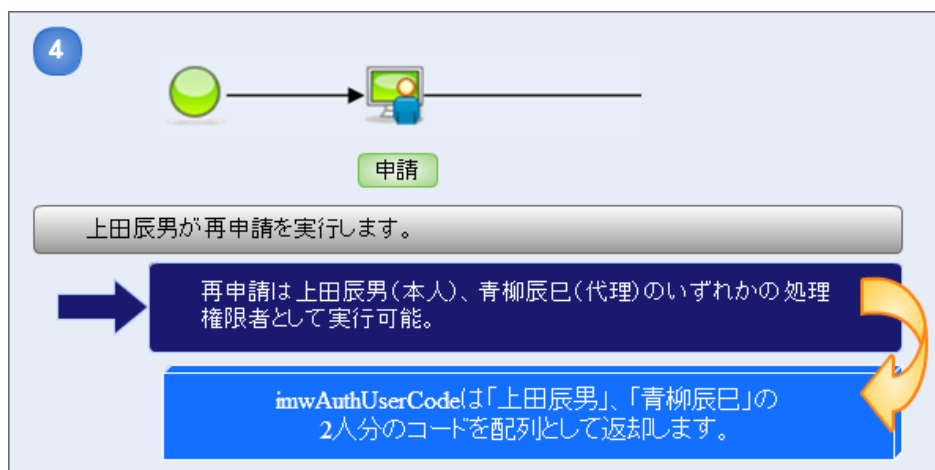 4
申請
上田辰男が再申請を実行します。
再申請は上田辰男(本人)、青柳辰巳(代理)のいずれかの処理
権限者として実行可能。
imwAuthUserCodeは「上田辰男」、「青柳辰巳」の
2人分のコードを配列として返却します。